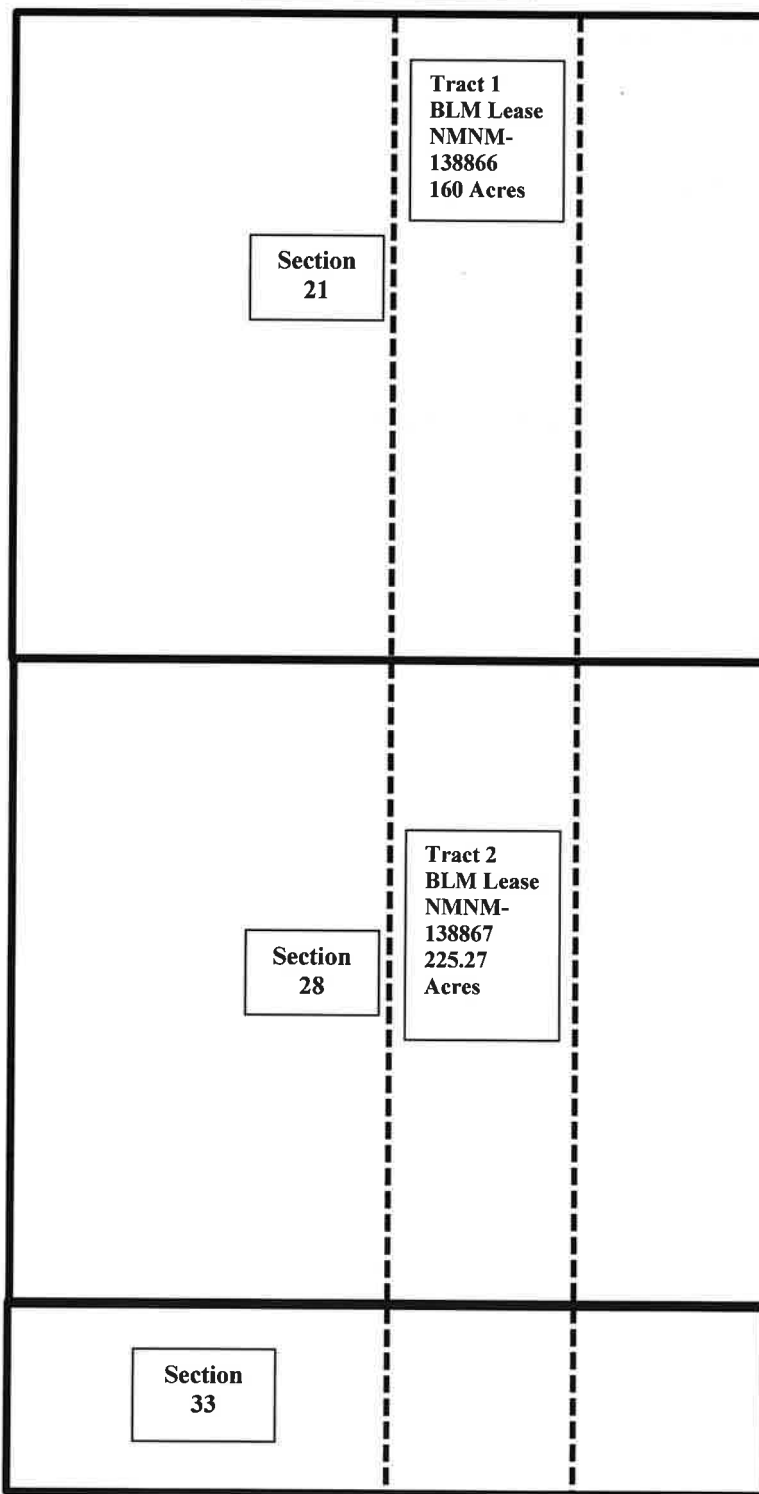 Tract 1
BLM Lease
NMNM-
138866
160 Acres
Section
21
Tract 2
BLM Lease
NMNM-
138867
225.27
Acres
Section
28
Section
33